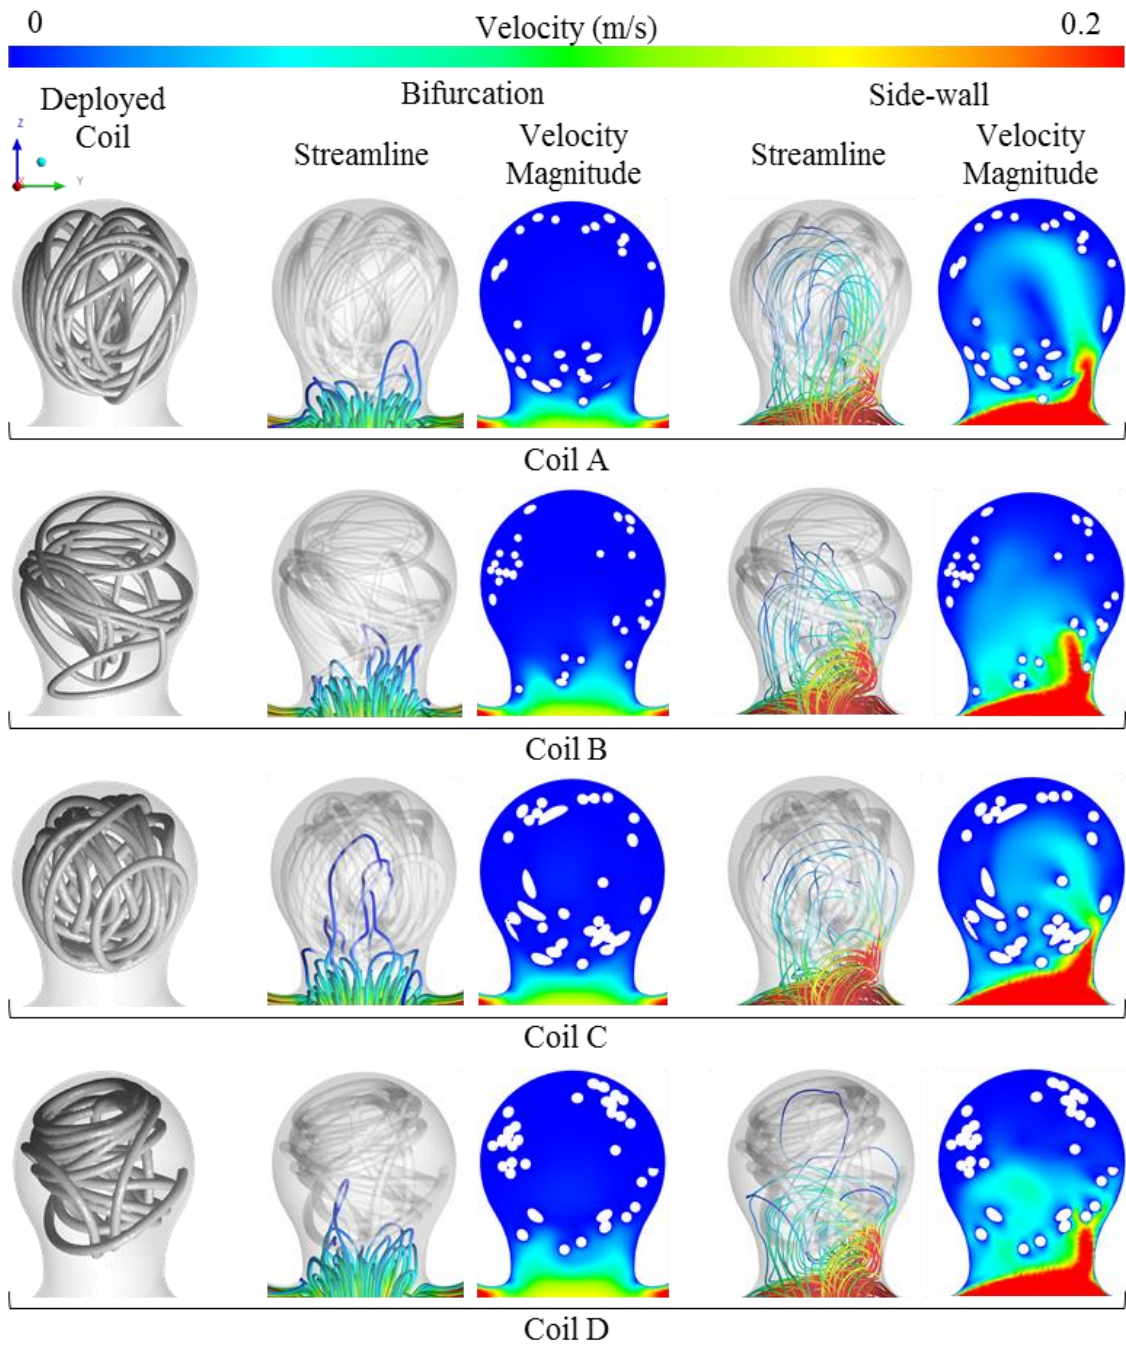 0
Velocity (m/s)
0.2
Deployed
Coil
Bifurcation
Side-wall
Streamline
Velocity
Magnitude
Streamline
Velocity
Magnitude
Z
Y
Coil A
Coil B
Coil C
Coil D